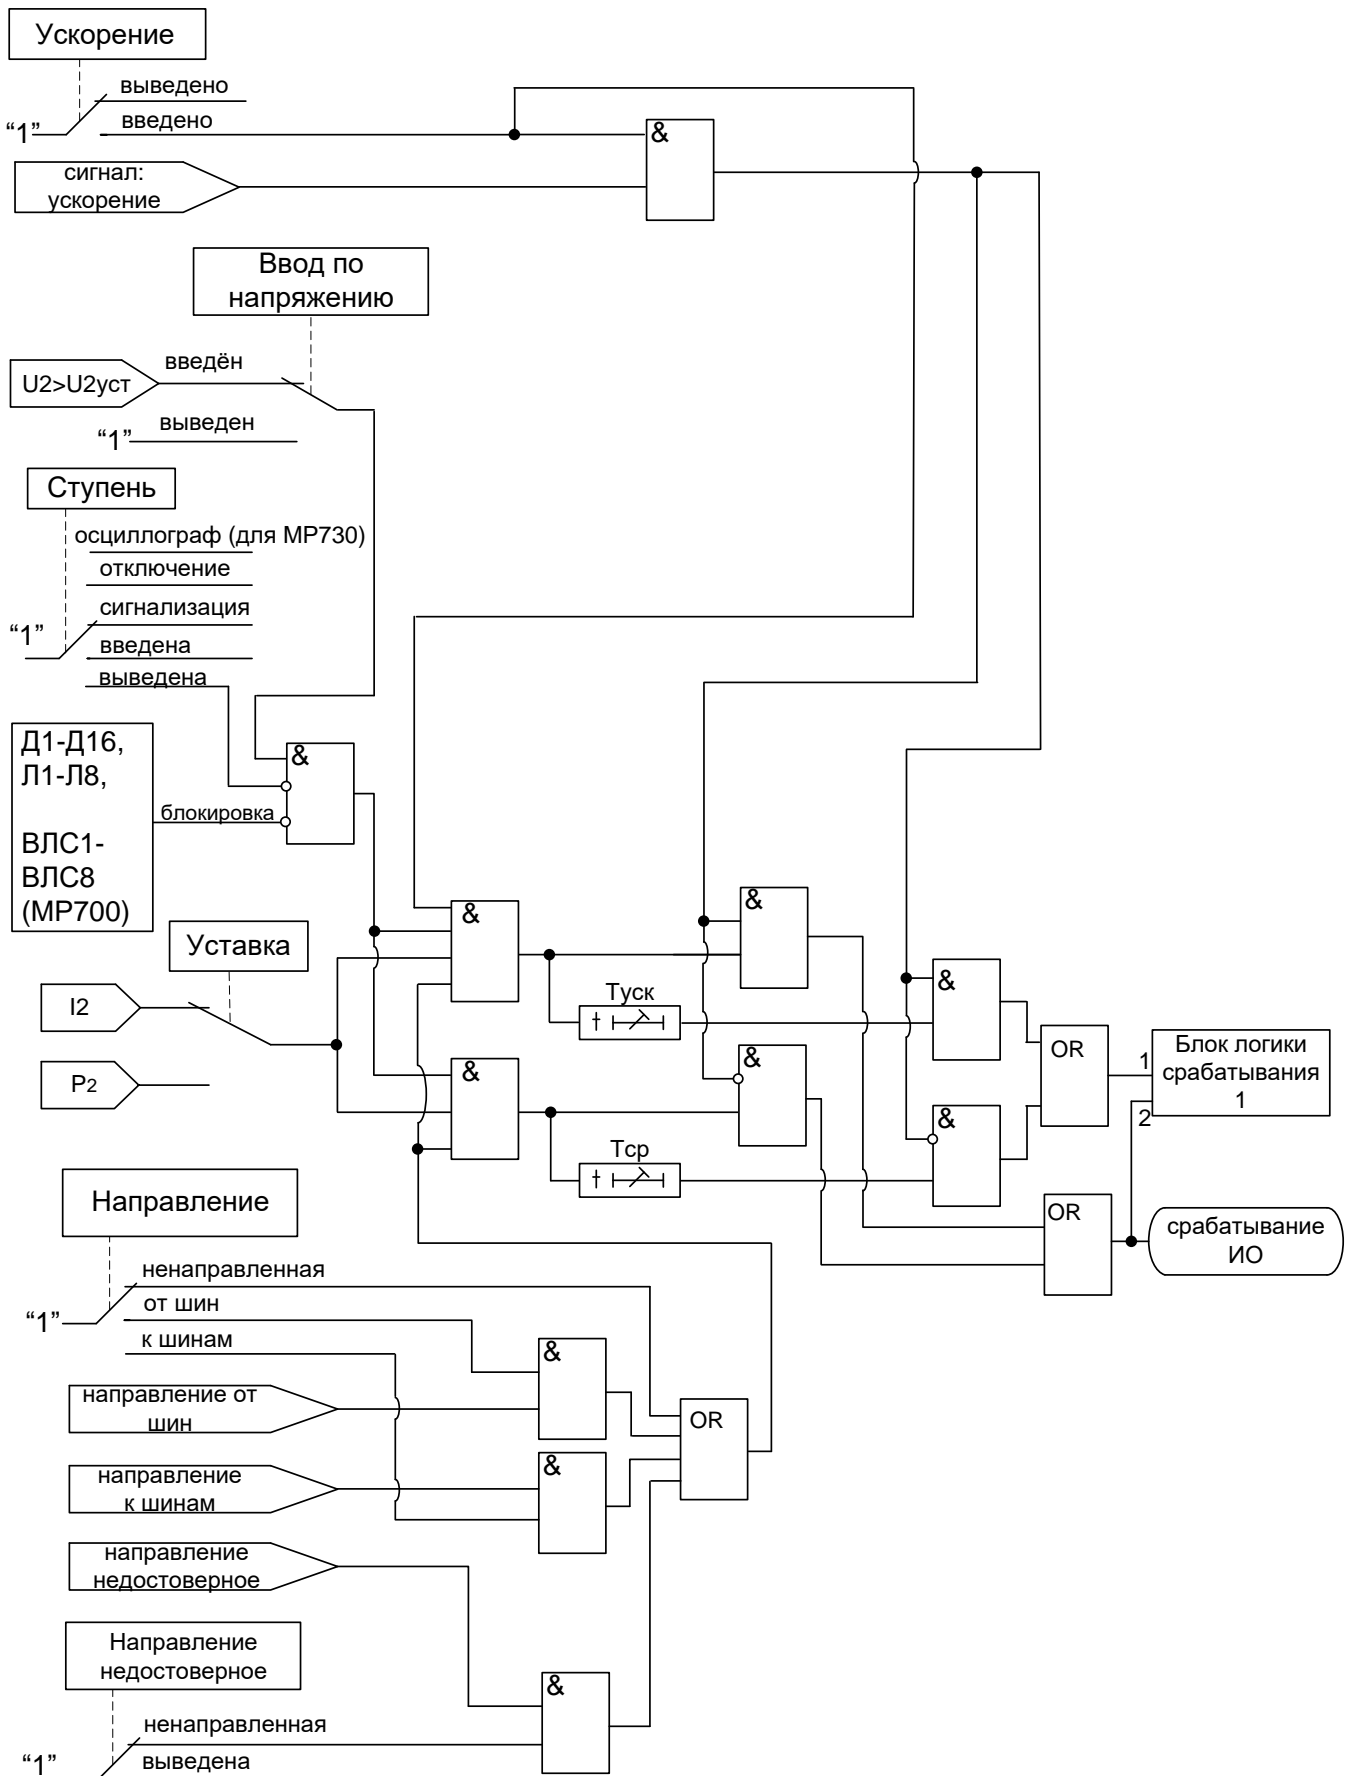 Ускорение
выведено
“1”
введено
&
сигнал:
ускорение
Ввод по
напряжению
введён
U2>U2уст
выведен
“1”
Ступень
осциллограф (для МР730)
отключение
сигнализация
“1”
введена
выведена
Д1-Д16,
Л1-Л8,
ВЛС1-
ВЛС8
(МР700)
&
блокировка
&
&
Уставка
I2
Туск
&
OR
Блок логики
срабатывания
1
1
2
P2
&
&
&
Тср
Направление
OR
срабатывание
ИО
ненаправленная
“1”
от шин
к шинам
&
направление от
шин
OR
&
направление
к шинам
направление
недостоверное
Направление
недостоверное
&
ненаправленная
“1”
выведена